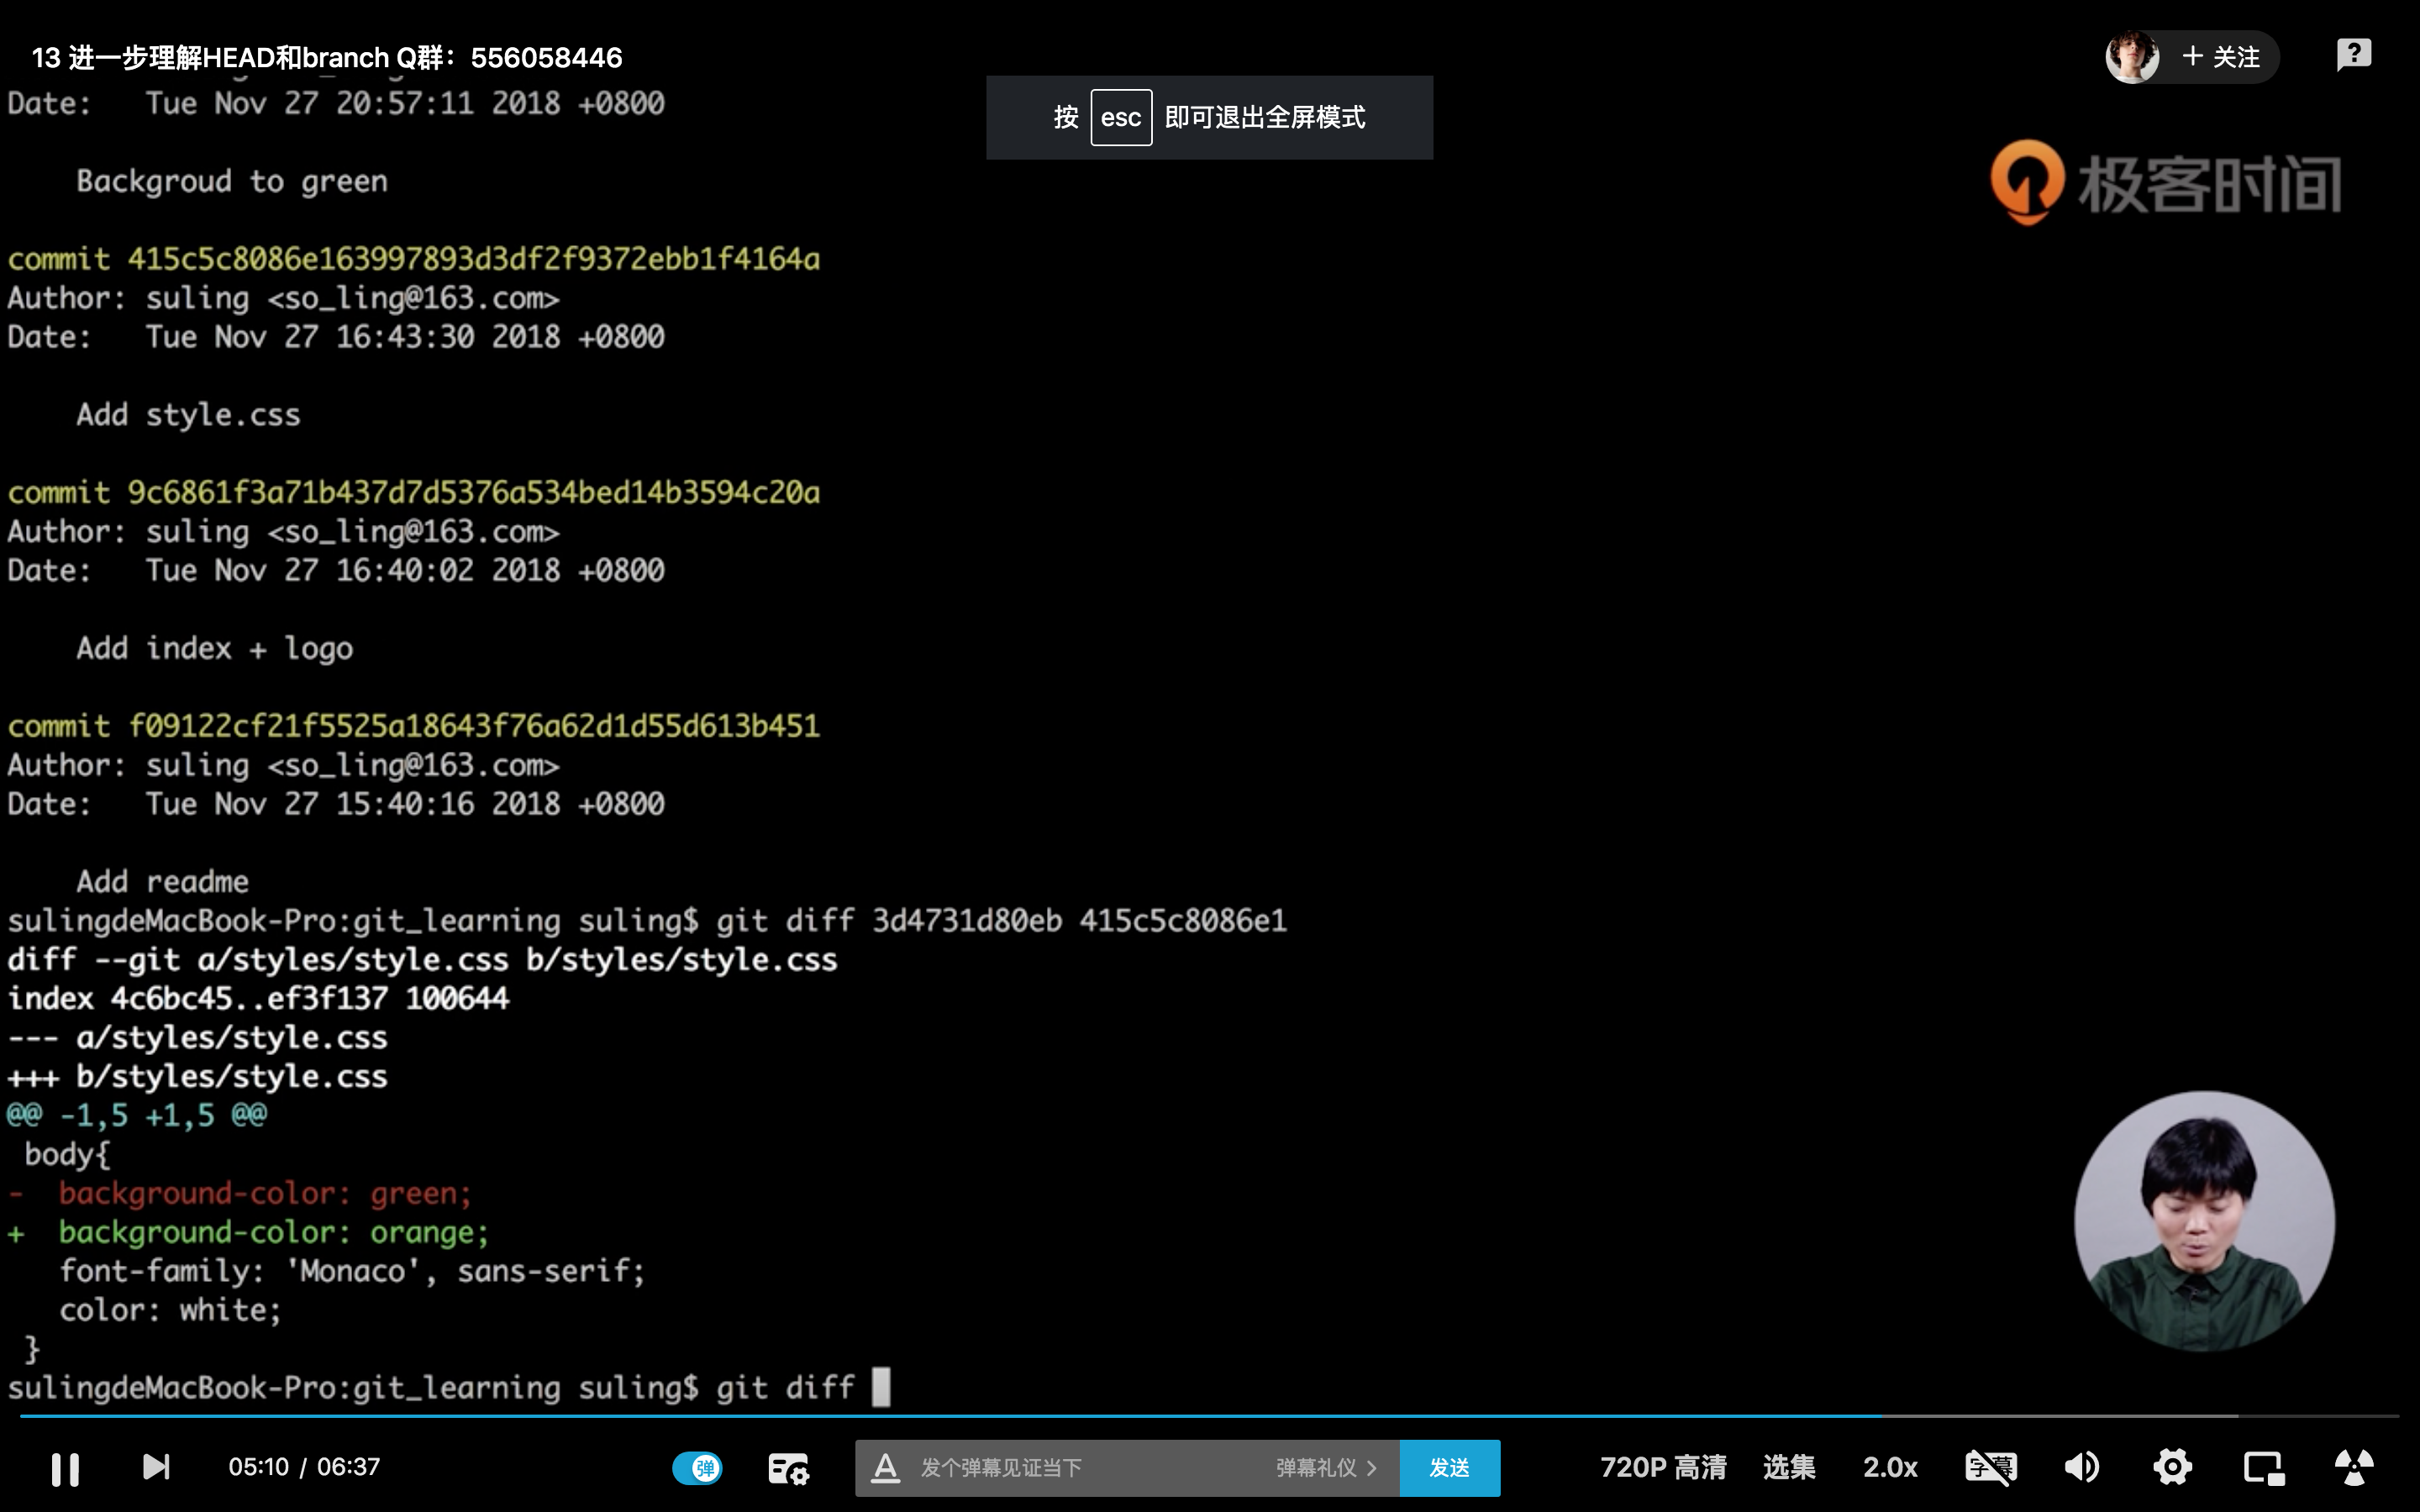 13 进一步理解HEAD和branch Q群：556058446
+ 关注
?
Date:   Tue Nov 27 20:57:11 2018 +0800
按 esc 即可退出全屏模式
极客时间
Backgroud to green
commit 415c5c8086e163997893d3df2f9372ebb1f4164a
Author: suling <so_ling@163.com>
Date:   Tue Nov 27 16:43:30 2018 +0800
Add style.css
commit 9c6861f3a71b437d7d5376a534bed14b3594c20a
Author: suling <so_ling@163.com>
Date:   Tue Nov 27 16:40:02 2018 +0800
Add index + logo
commit f09122cf21f5525a18643f76a62d1d55d613b451
Author: suling <so_ling@163.com>
Date:   Tue Nov 27 15:40:16 2018 +0800
Add readme
sulingdeMacBook-Pro:git_learning suling$ git diff 3d4731d80eb 415c5c8086e1
diff --git a/styles/style.css b/styles/style.css
index 4c6bc45..ef3f137 100644
--- a/styles/style.css
+++ b/styles/style.css
@@ -1,5 +1,5 @@
 body{
-  background-color: green;
+  background-color: orange;
   font-family: 'Monaco', sans-serif;
   color: white;
 }
sulingdeMacBook-Pro:git_learning suling$ git diff
05:10 / 06:37
弹
A 发个弹幕见证当下 弹幕礼仪 > 发送
720P 高清 选集 2.0x 字幕